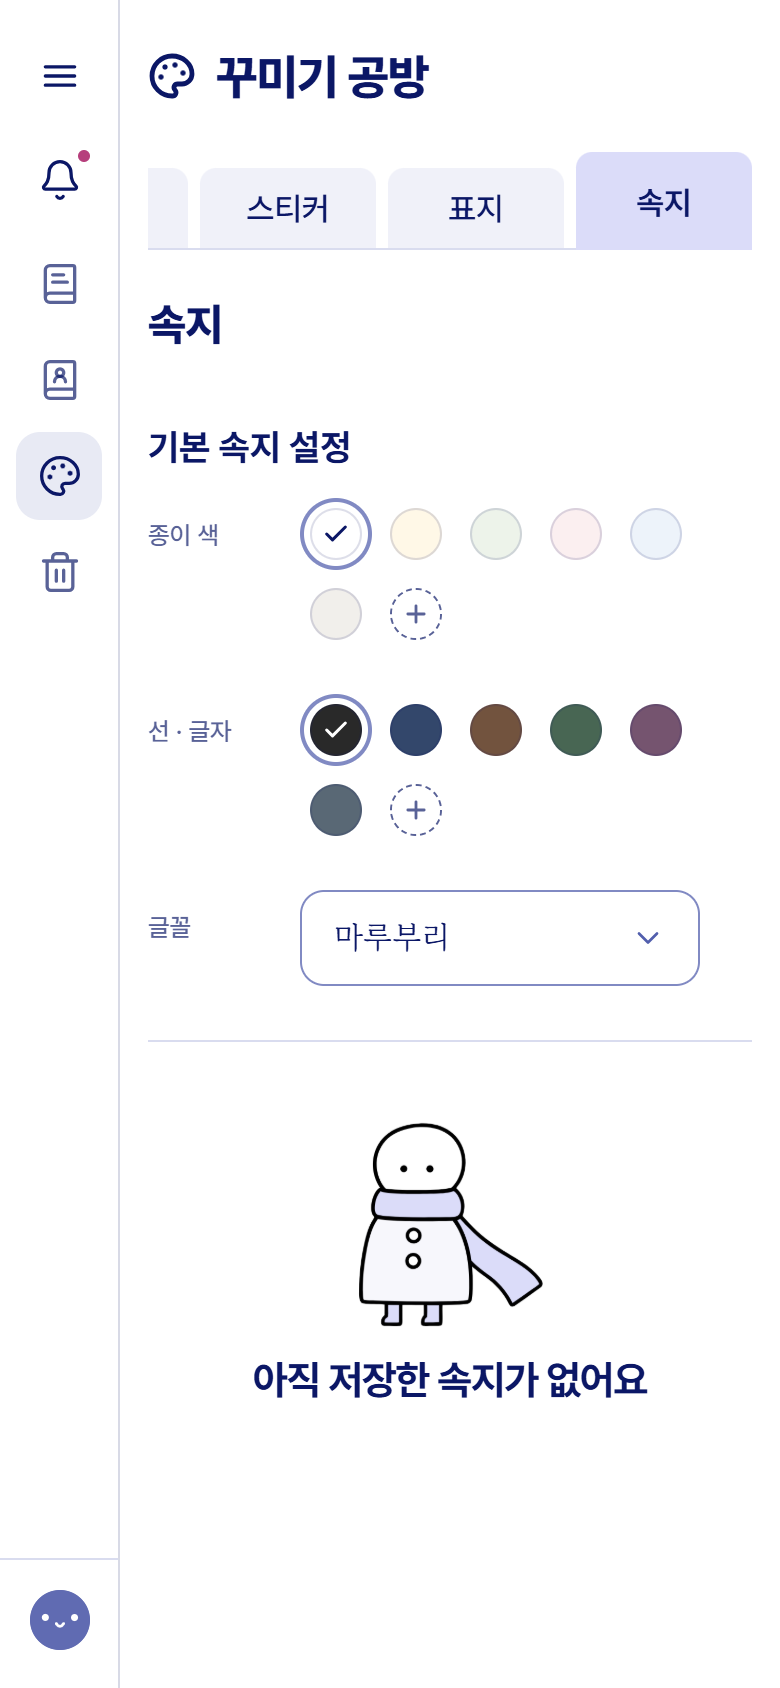 꾸미기 공방
스티커
표지
속지
속지
기본 속지 설정
종이 색
선 · 글자
글꼴
마루부리
아직 저장한 속지가 없어요